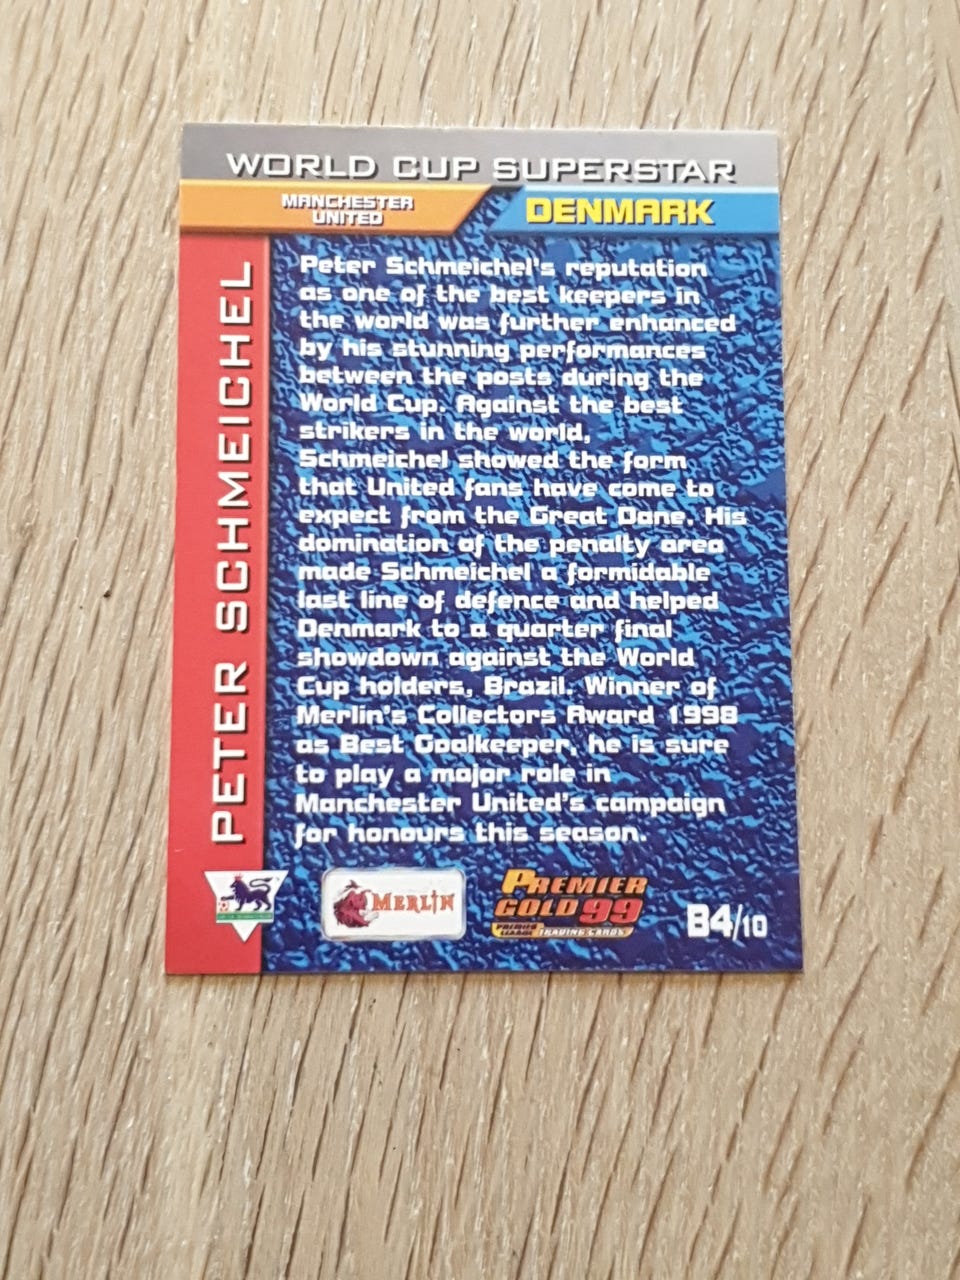 WORLD CUP SUPERSTAR
MANCHESTER
UNITED
DENMARK
PETER SCHMEICHEL
Peter Schmeichel's reputation
as one of the best keepers in
the world was further enhanced
by his stunning performances
between the posts during the
World Cup. Against the best
strikers in the world,
Schmeichel showed the form
that United fans have come to
expect from the Great Dane. His
domination of the penalty area
made Schmeichel a formidable
last line of defence and helped
Denmark to a quarter final
showdown against the World
Cup holders, Brazil. Winner of
Merlin's Collectors Award 1998
as Best Goalkeeper, he is sure
to play a major role in
Manchester United's campaign
for honours this season.
MERLIN
PREMIER
GOLD 99
PREMIER
LEAGUE
TRADING CARDS
B4/10